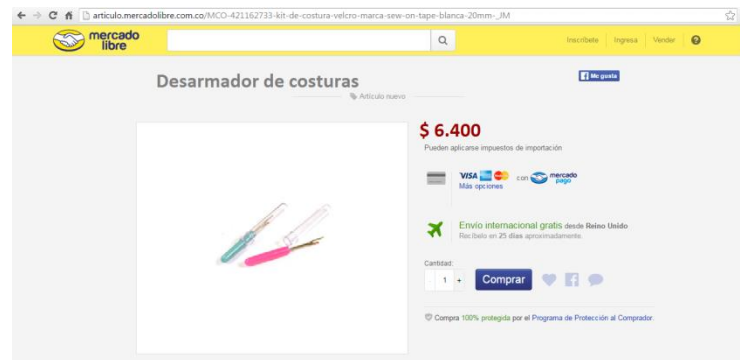 articulo.mercadolibre.com.co/MCO-421162733-kit-de-costura-velcro-marca-sew-on-tape-blanca-20mm-_JM
mercado
libre
Inscríbete Ingresa Vender ?
Desarmador de costuras
Artículo nuevo
Me gusta
$ 6.400
Pueden aplicarse impuestos de importación
VISA con mercado
pago
Más opciones
Envío internacional gratis desde Reino Unido
Recíbelo en 25 días aproximadamente.
Cantidad:
- 1 + Comprar
Compra 100% protegida por el Programa de Protección al Comprador.